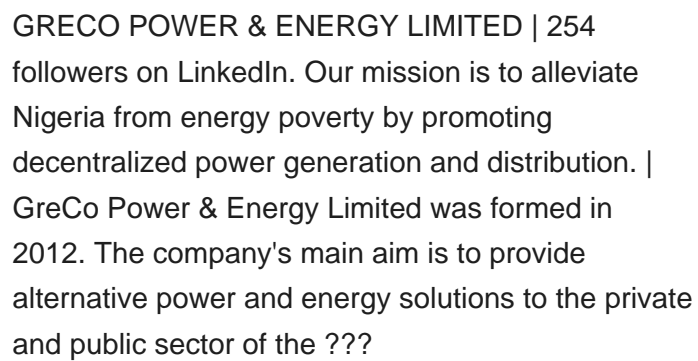 GRECO POWER & ENERGY LIMITED | 254
followers on LinkedIn. Our mission is to alleviate
Nigeria from energy poverty by promoting
decentralized power generation and distribution. |
GreCo Power & Energy Limited was formed in
2012. The company's main aim is to provide
alternative power and energy solutions to the private
and public sector of the ???